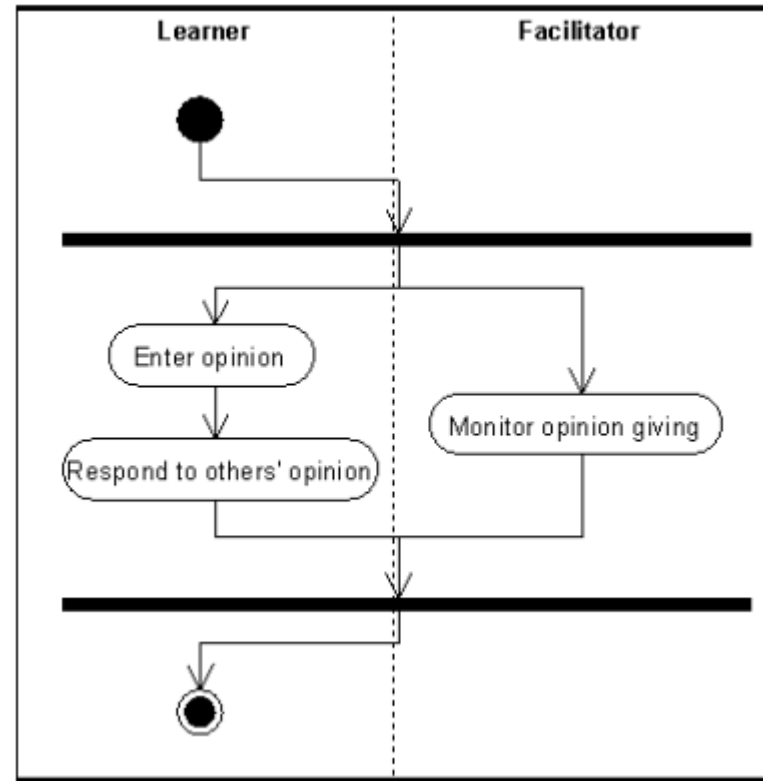 Learner
Facilitator
Enter opinion
Monitor opinion giving
Respond to others' opinion